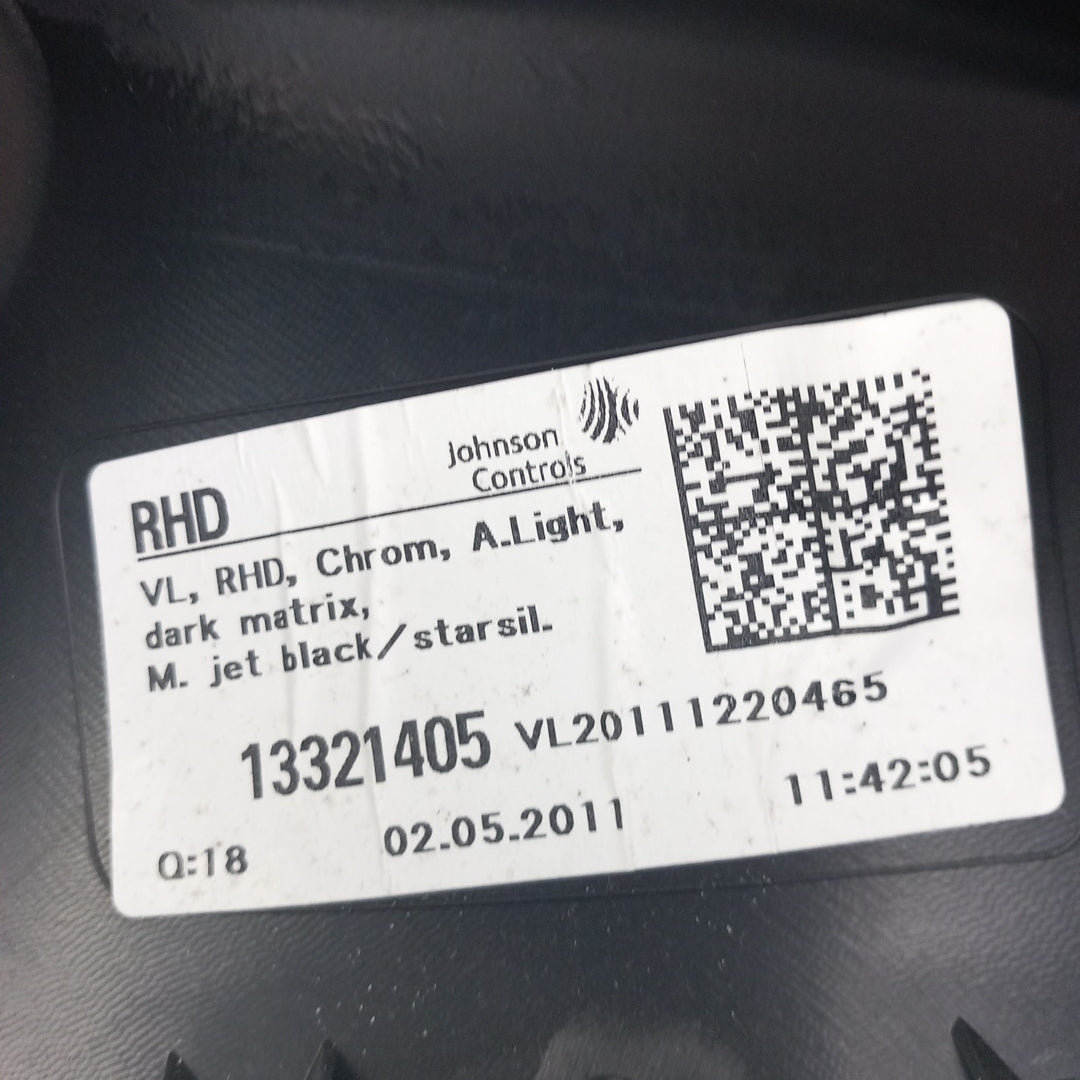 Johnson
Controls
RHD
VL, RHD, Chrom, A.Light,
dark matrix,
M. jet black/starsil.
13321405 VL20111220465
Q:18 02.05.2011 11:42:05